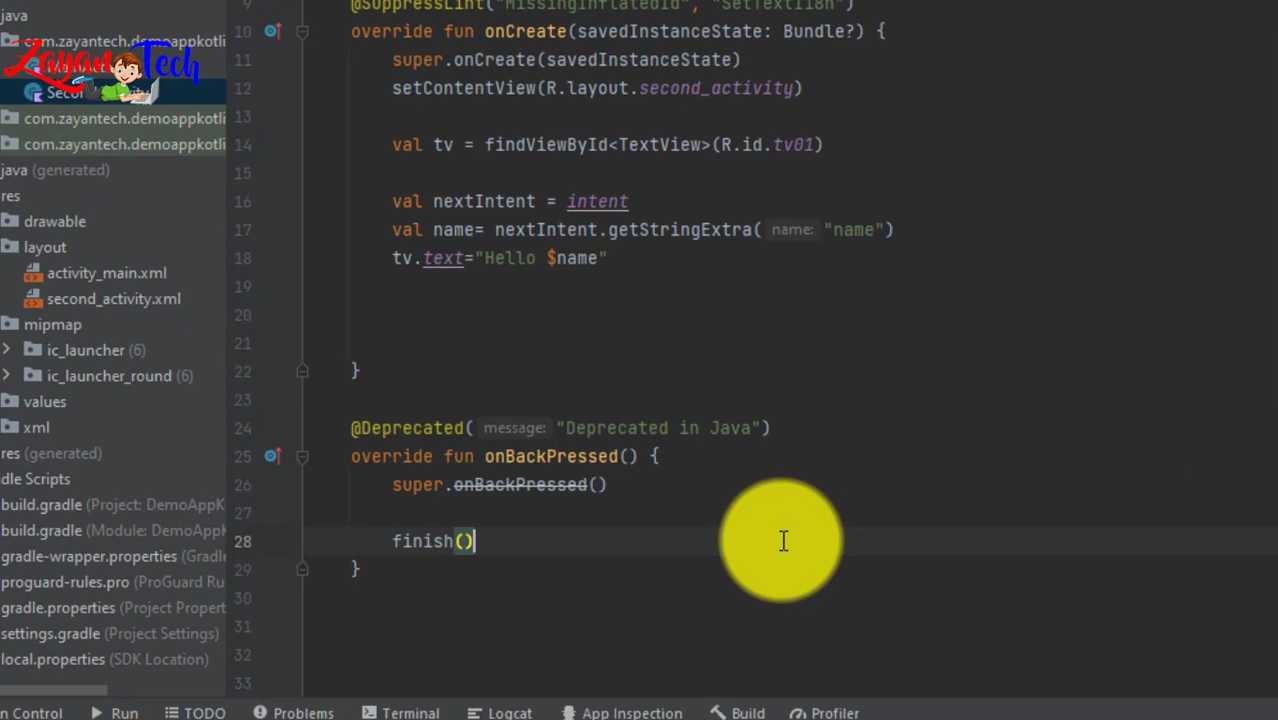 java
com.zayantech.demoappkotli
Zayan Tech
com.zayantech.demoappkotli
com.zayantech.demoappkotli
java (generated)
res
drawable
layout
activity_main.xml
second_activity.xml
mipmap
ic_launcher (6)
ic_launcher_round (6)
values
xml
res (generated)
dle Scripts
build.gradle (Project: DemoAppK
build.gradle (Module: DemoAppK
gradle-wrapper.properties (Gradle
proguard-rules.pro (ProGuard Ru
gradle.properties (Project Propert
settings.gradle (Project Settings)
local.properties (SDK Location)
9 @SuppressLint("MissingInflatedId", "SetTextI18n")
10 override fun onCreate(savedInstanceState: Bundle?) {
11 super.onCreate(savedInstanceState)
12 setContentView(R.layout.second_activity)
13
14 val tv = findViewById<TextView>(R.id.tv01)
15
16 val nextIntent = intent
17 val name= nextIntent.getStringExtra( name: "name")
18 tv.text="Hello $name"
19
20
21
22 }
23
24 @Deprecated( message: "Deprecated in Java")
25 override fun onBackPressed() {
26 super.onBackPressed()
27
28 finish()
29 }
30
31
32
33
n Control Run TODO Problems Terminal Logcat App Inspection Build Profiler